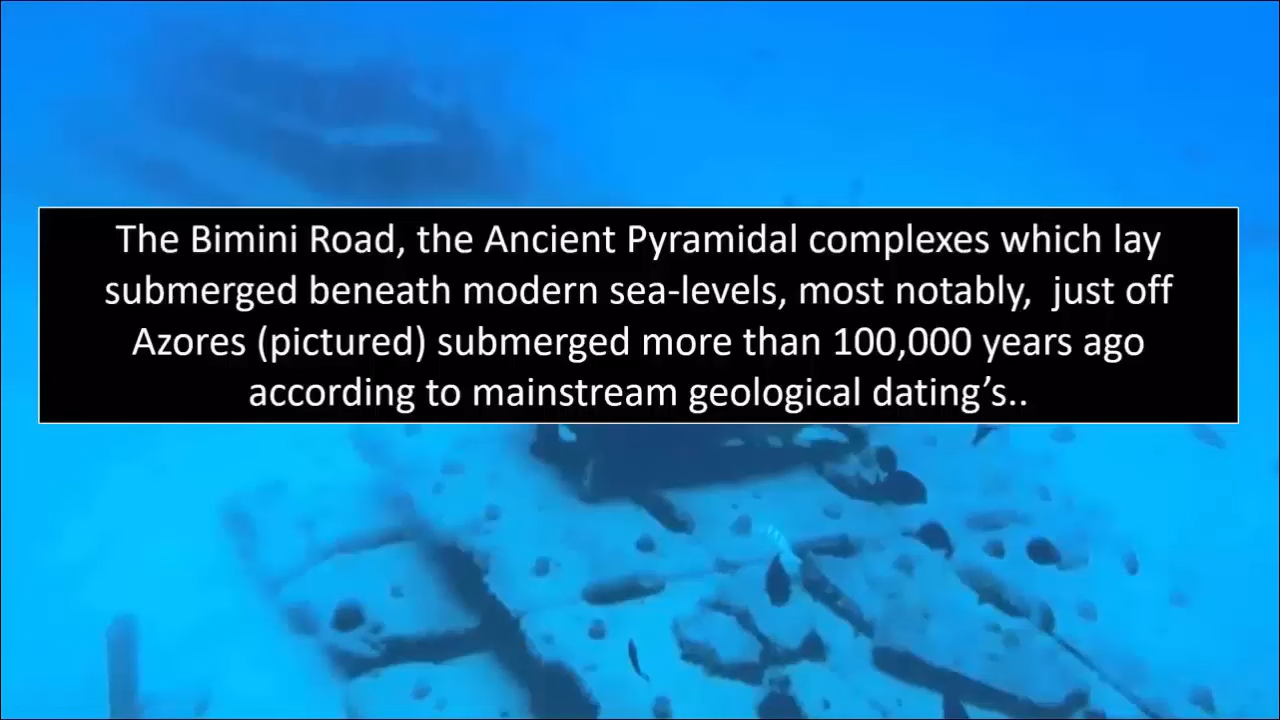 The Bimini Road, the Ancient Pyramidal complexes which lay
submerged beneath modern sea-levels, most notably,  just off
Azores (pictured) submerged more than 100,000 years ago
according to mainstream geological dating’s..